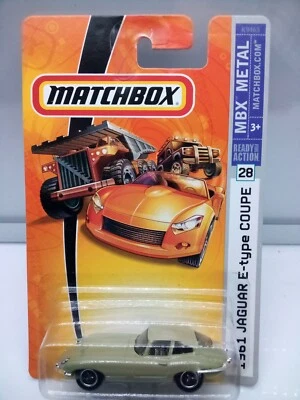 MATCHBOX
MBX METAL
MATCHBOX.COM
3+
READY FOR ACTION
28
1961 JAGUAR E-type COUPE